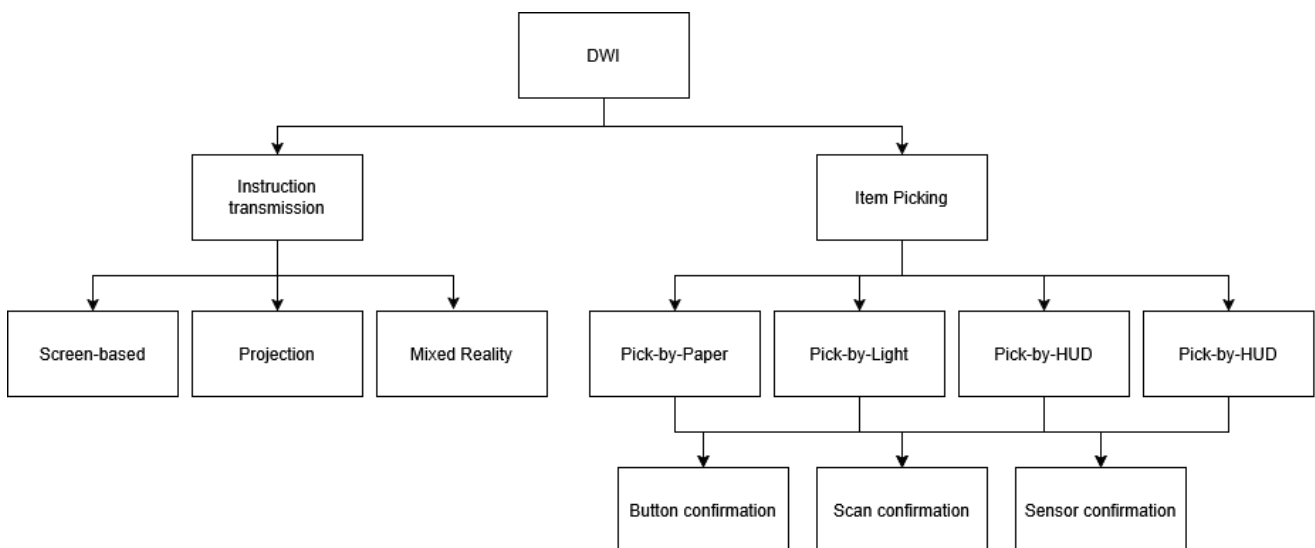 DWI
Instruction
transmission
Item Picking
Screen-based
Projection
Mixed Reality
Pick-by-Paper
Pick-by-Light
Pick-by-HUD
Pick-by-HUD
Button confirmation
Scan confirmation
Sensor confirmation